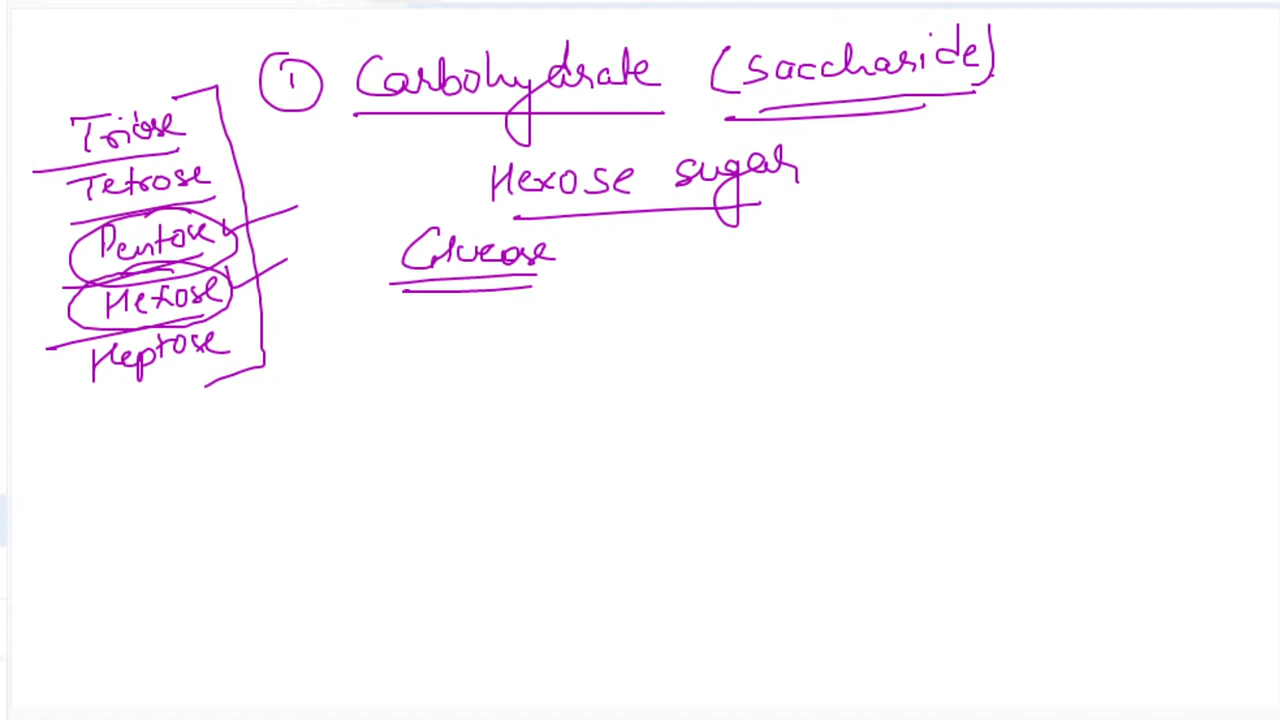 ① Carbohydrate (saccharide)
Triose
Tetrose
Pentose
Hexose
Heptose
Hexose sugar
Glucose